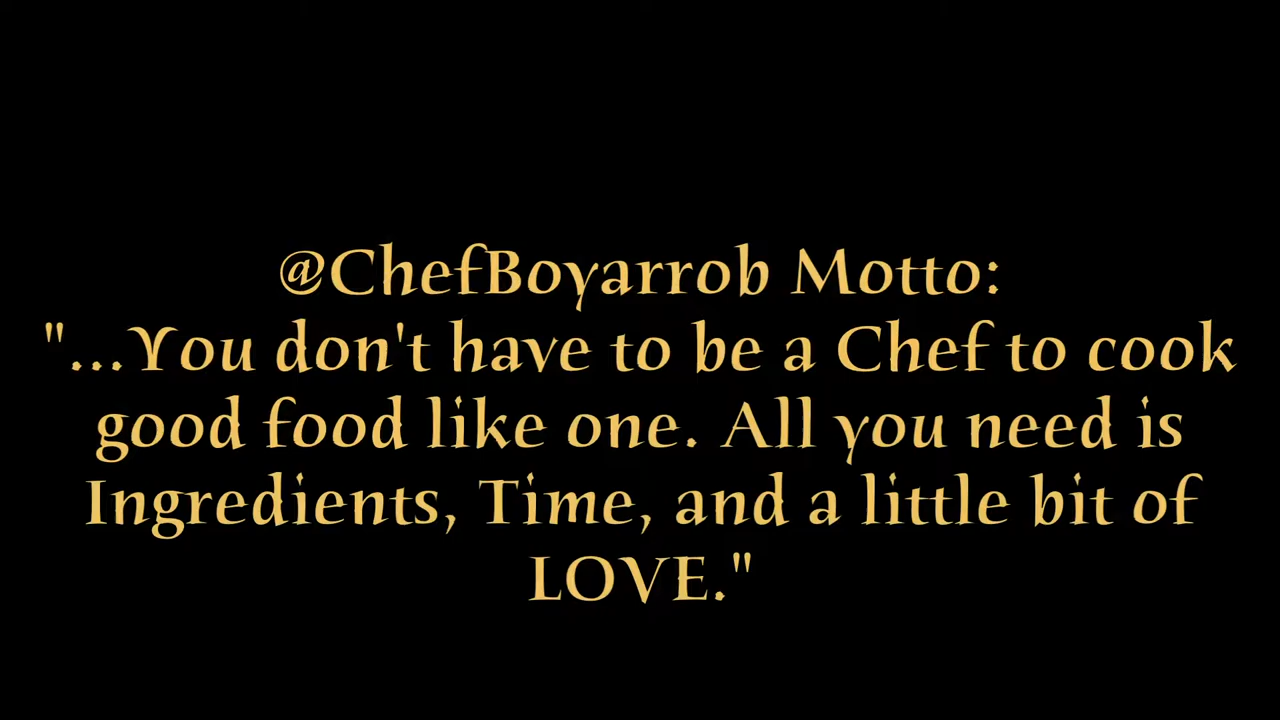 @ChefBoyarrob Motto:
"...You don't have to be a Chef to cook
good food like one. All you need is
Ingredients, Time, and a little bit of
LOVE."